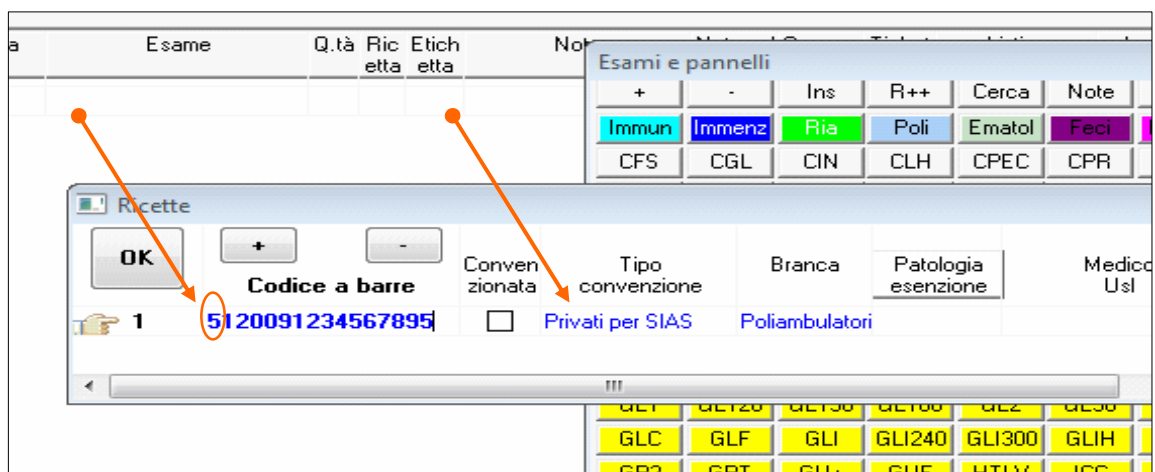 a Esame Q.tà Ric Etich
etta etta
Esami e pannelli
+ - Ins R++ Cerca Note
Immun Immenz Ria Poli Ematol Feci
CFS CGL CIN CLH CPEC CPR
Ricette
OK + -
Codice a barre
Conven Tipo Branca Patologia Medico
zionata convenzione esenzione Usl
1 5120091234567895 Privati per SIAS Poliambulatori
GLC GLF GLI GLI240 GLI300 GLIH